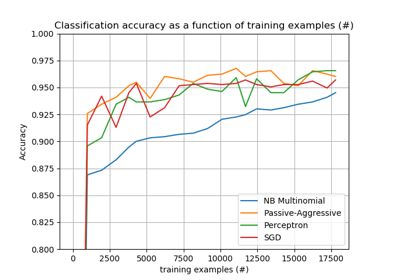 Classification accuracy as a function of training examples (#)
1.000
0.975
0.950
0.925
0.900
0.875
0.850
0.825
0.800
Accuracy
NB Multinomial
Passive-Aggressive
Perceptron
SGD
0 2500 5000 7500 10000 12500 15000 17500
training examples (#)